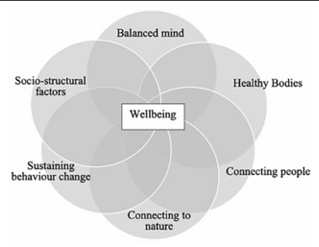 Balanced mind
Socio-structural
factors
Healthy Bodies
Wellbeing
Sustaining
behaviour change
Connecting people
Connecting to
nature